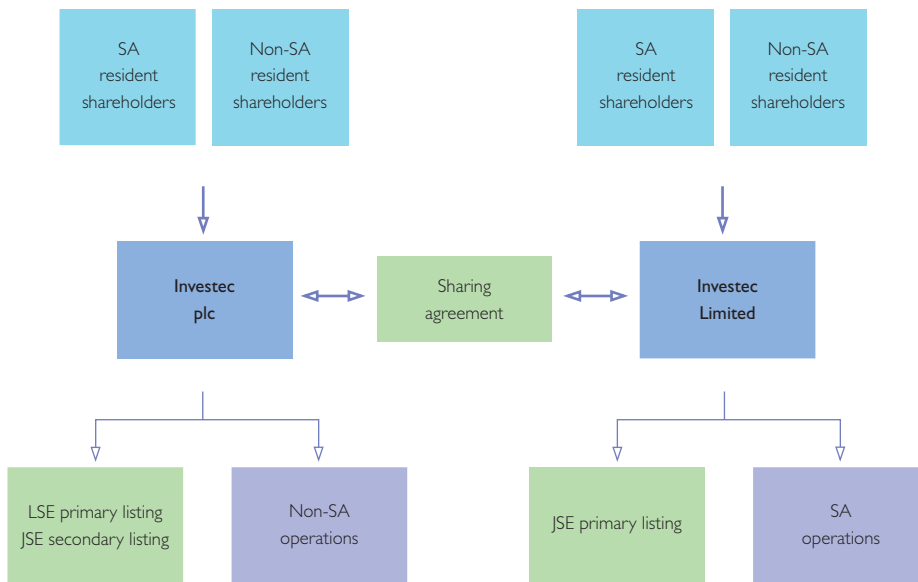 SA
resident
shareholders
Non-SA
resident
shareholders
SA
resident
shareholders
Non-SA
resident
shareholders
Investec
plc
Sharing
agreement
Investec
Limited
LSE primary listing
JSE secondary listing
Non-SA
operations
JSE primary listing
SA
operations